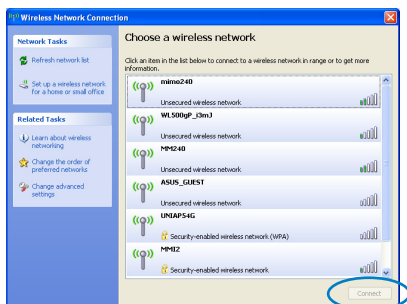 Wireless Network Connection
Network Tasks
Refresh network list
Set up a wireless network
for a home or small office
Related Tasks
Learn about wireless
networking
Change the order of
preferred networks
Change advanced
settings
Choose a wireless network
Click an item in the list below to connect to a wireless network in range or to get more
information.
mimo240
Unsecured wireless network
WL500gP_i3mJ
Unsecured wireless network
MM240
Unsecured wireless network
ASUS_GUEST
Unsecured wireless network
UNIAP54G
Security-enabled wireless network (WPA)
MMI2
Security-enabled wireless network
Connect